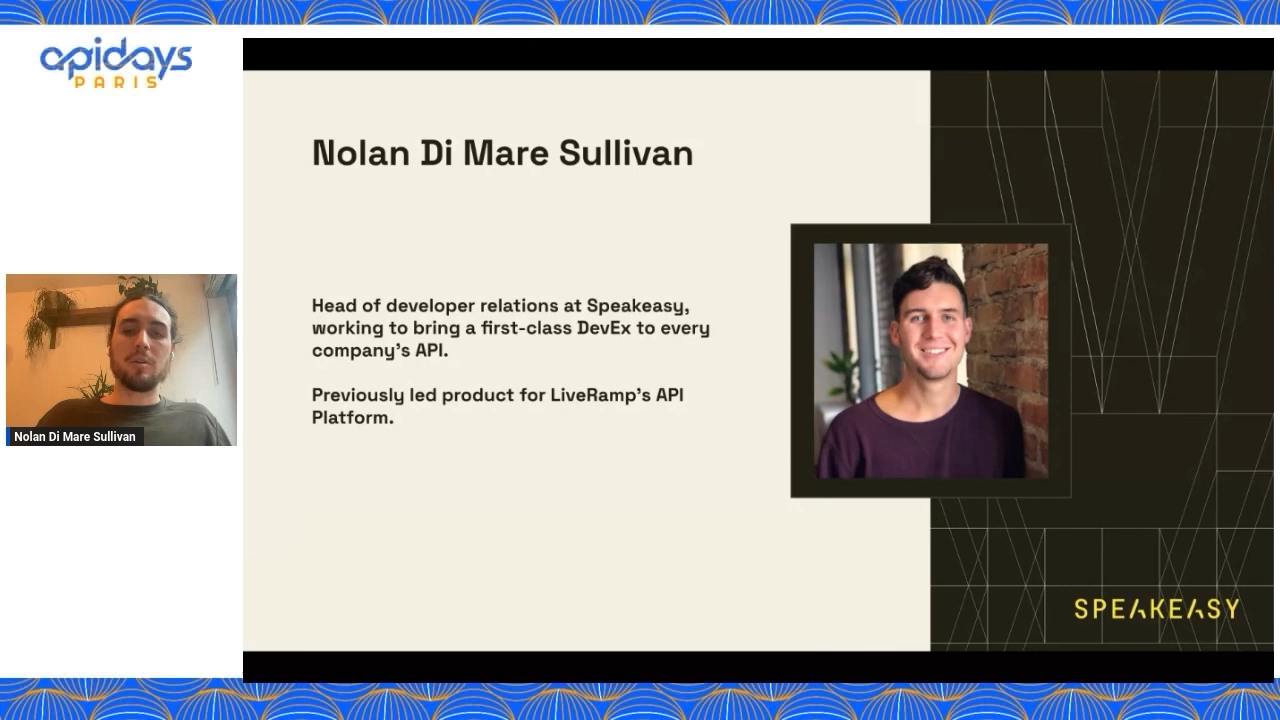 apidays
PARIS
Nolan Di Mare Sullivan
Head of developer relations at Speakeasy,
working to bring a first-class DevEx to every
company's API.
Previously led product for LiveRamp's API
Platform.
Nolan Di Mare Sullivan
SPEAKEASY